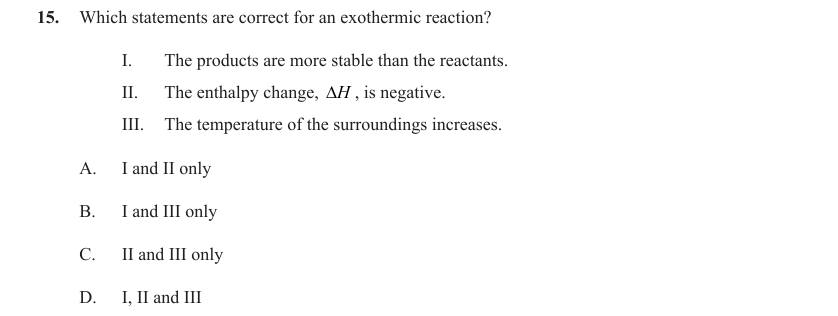 15. Which statements are correct for an exothermic reaction?
I. The products are more stable than the reactants.
II. The enthalpy change, ΔH , is negative.
III. The temperature of the surroundings increases.
A. I and II only
B. I and III only
C. II and III only
D. I, II and III